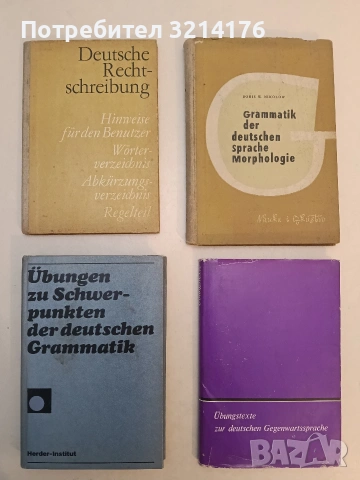 Потребител 3214176
Deutsche
Recht-
schreibung
Hinweise
für den Benutzer
Wörter-
verzeichnis
Abkürzungs-
verzeichnis
Regelteil
Grammatik
der
deutschen
sprache
Morphologie
Übungen
zu Schwer-
punkten
der deutschen
Grammatik
Herder-Institut
Übungstexte
zur deutschen Gegenwartssprache
BAZAR